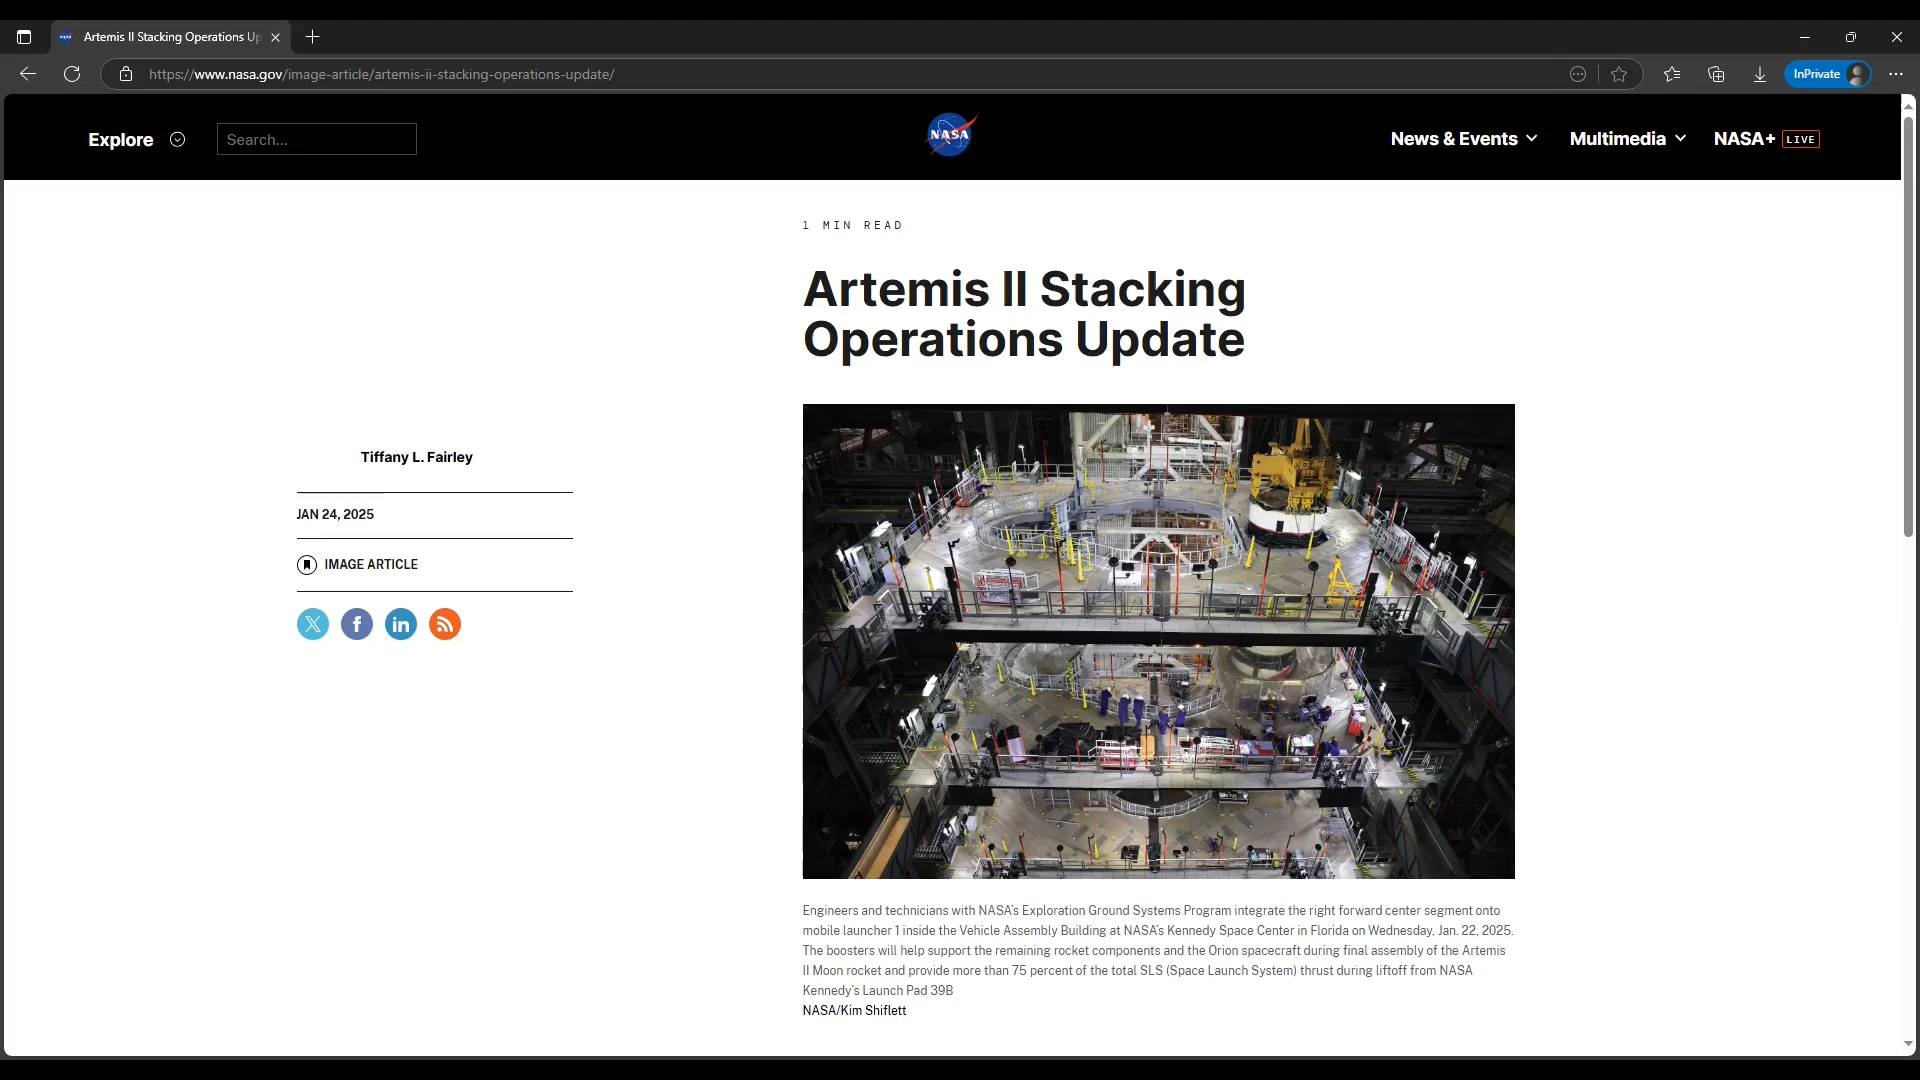 Artemis II Stacking Operations Up
https://www.nasa.gov/image-article/artemis-ii-stacking-operations-update/
InPrivate
Explore
Search...
NASA
News & Events
Multimedia
NASA+ LIVE
1 MIN READ
Artemis II Stacking
Operations Update
Tiffany L. Fairley
JAN 24, 2025
IMAGE ARTICLE
Engineers and technicians with NASA’s Exploration Ground Systems Program integrate the right forward center segment onto
mobile launcher 1 inside the Vehicle Assembly Building at NASA’s Kennedy Space Center in Florida on Wednesday, Jan. 22, 2025.
The boosters will help support the remaining rocket components and the Orion spacecraft during final assembly of the Artemis
II Moon rocket and provide more than 75 percent of the total SLS (Space Launch System) thrust during liftoff from NASA
Kennedy’s Launch Pad 39B
NASA/Kim Shiflett